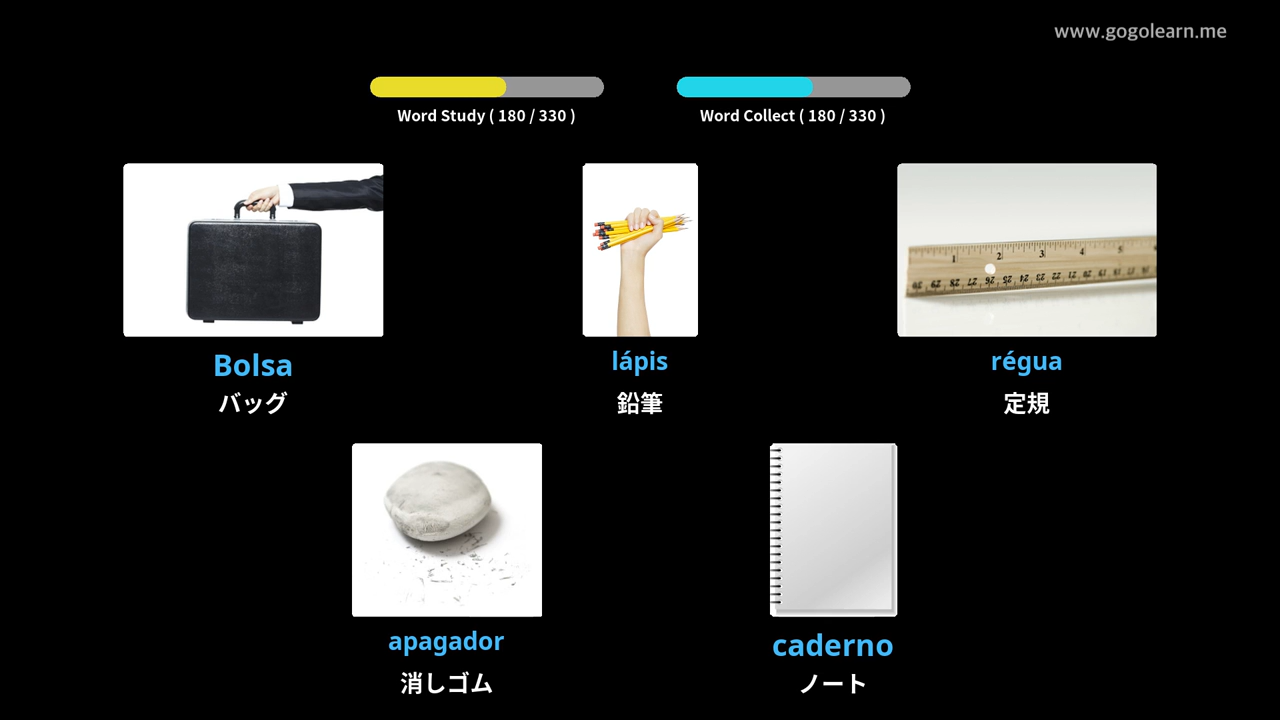 www.gogolearn.me
Word Study ( 180 / 330 )
Word Collect ( 180 / 330 )
Bolsa
バッグ
lápis
鉛筆
régua
定規
apagador
消しゴム
caderno
ノート